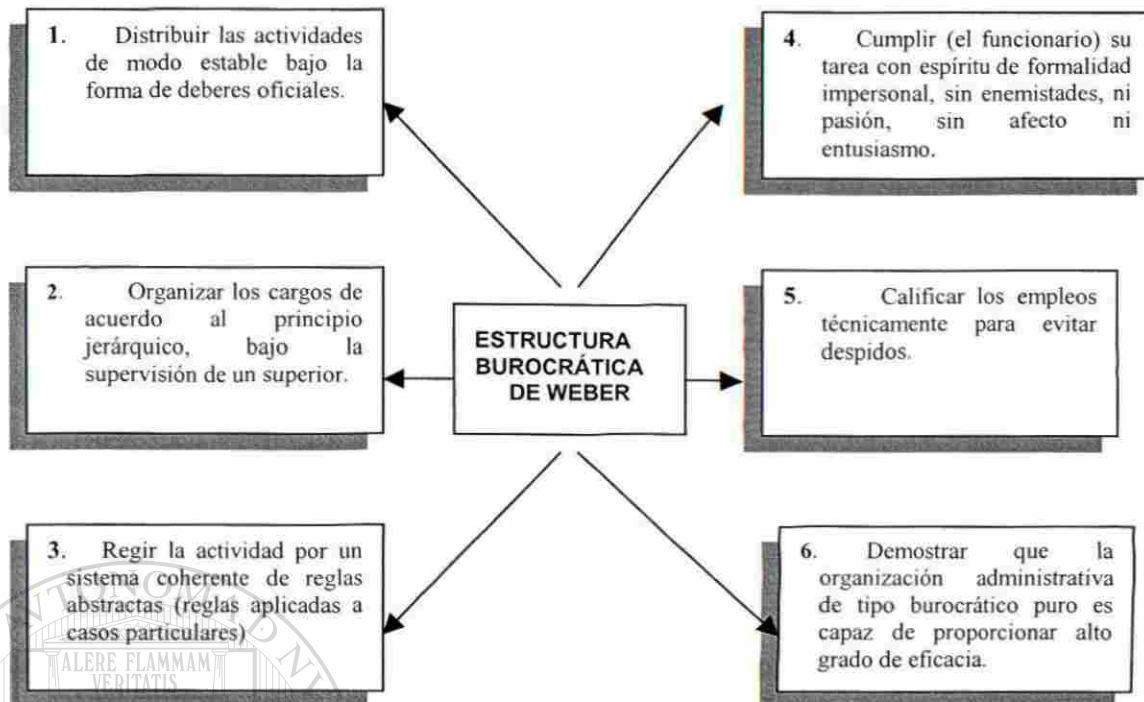 1. Distribuir las actividades
de modo estable bajo la
forma de deberes oficiales.
2. Organizar los cargos de
acuerdo al principio
jerárquico, bajo la
supervisión de un superior.
3. Regir la actividad por un
sistema coherente de reglas
abstractas (reglas aplicadas a
casos particulares)
ESTRUCTURA
BUROCRÁTICA
DE WEBER
4. Cumplir (el funcionario) su
tarea con espíritu de formalidad
impersonal, sin enemistades, ni
pasión, sin afecto ni
entusiasmo.
5. Calificar los empleos
técnicamente para evitar
despidos.
6. Demostrar que la
organización administrativa
de tipo burocrático puro es
capaz de proporcionar alto
grado de eficacia.
ALERE FLAMMAM
VERITATIS